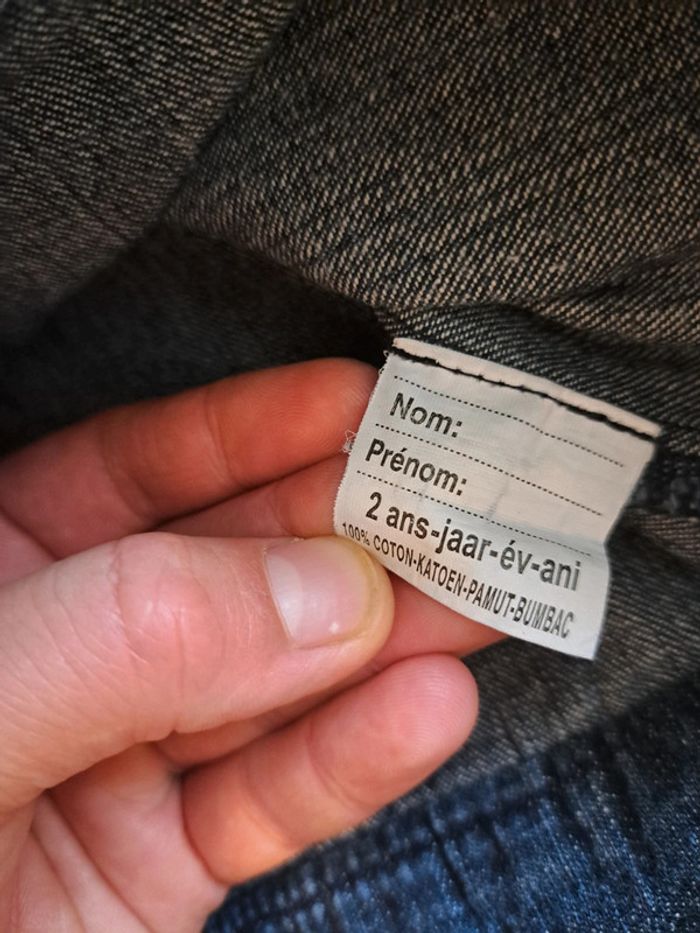 Nom:
Prénom:
2 ans-jaar-év-ani
100% COTON-KATOEN-PAMUT-BUMBAC